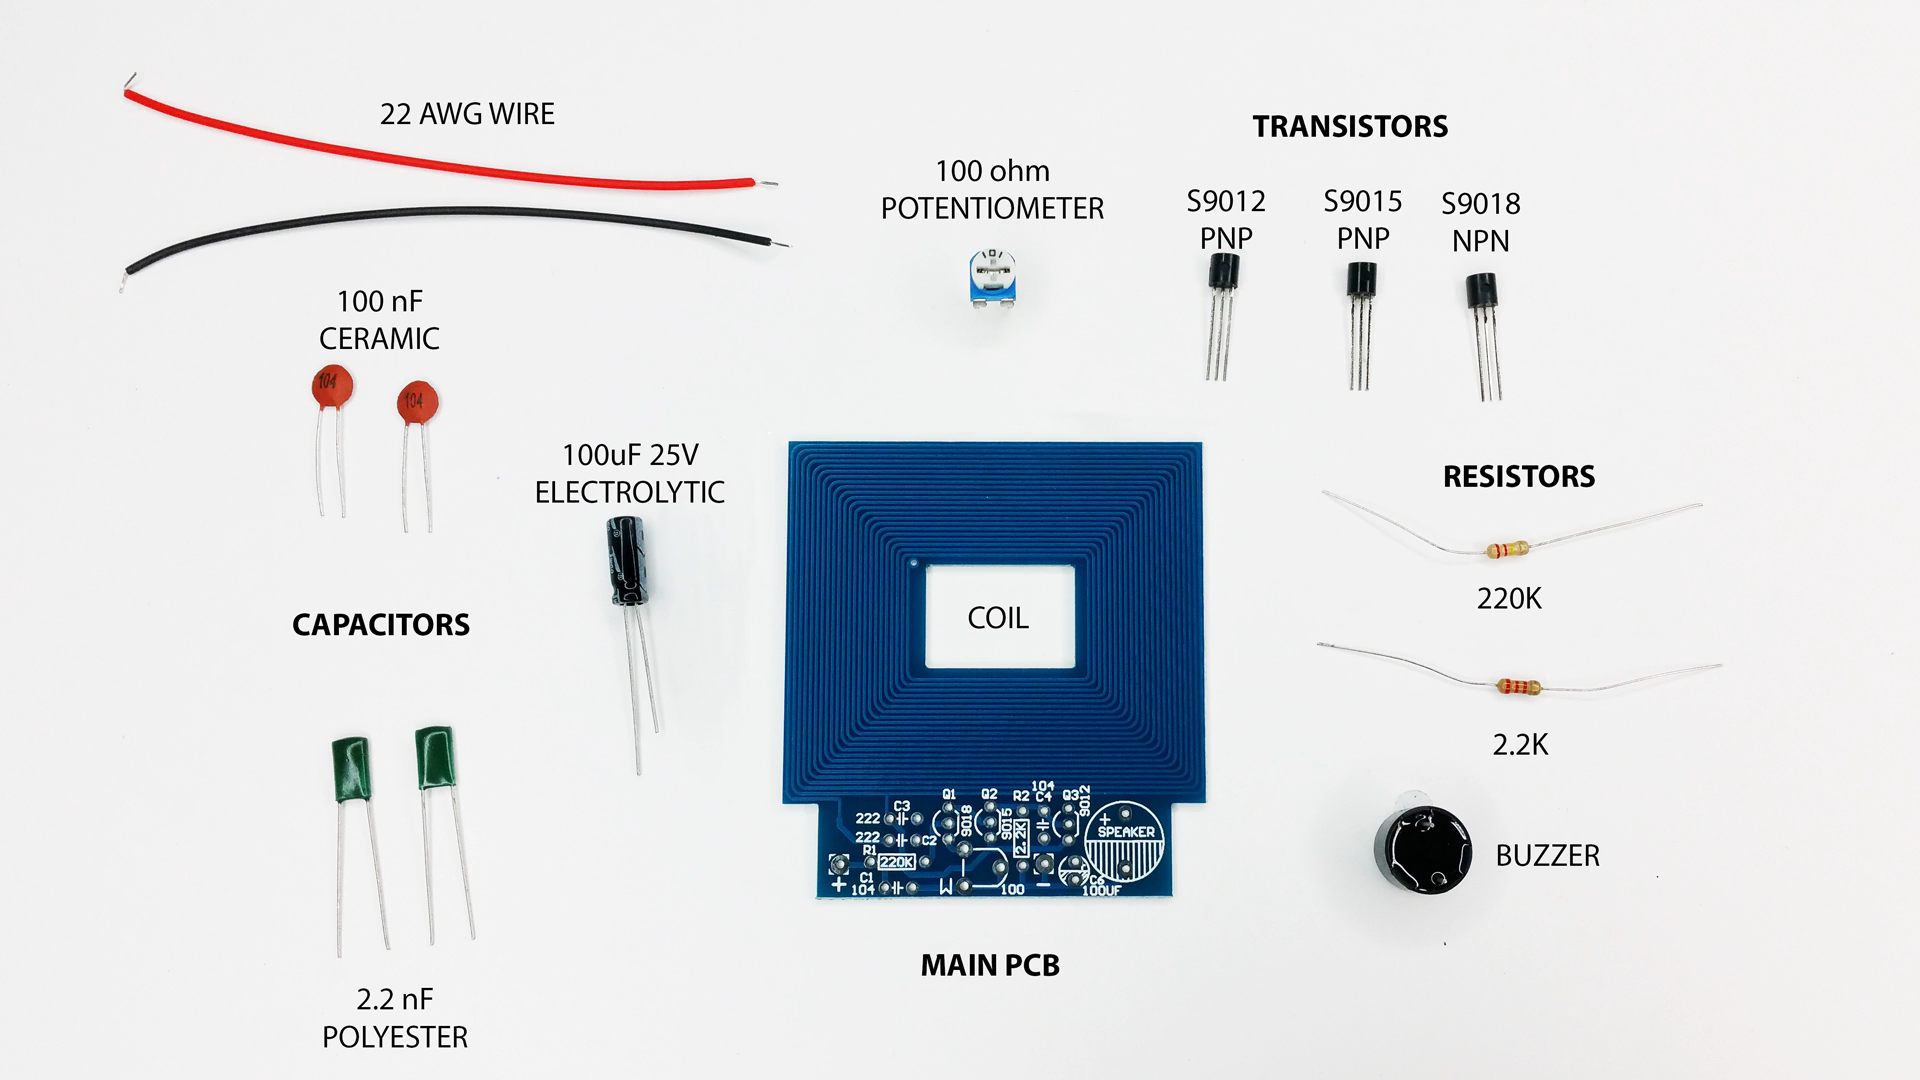 22 AWG WIRE
TRANSISTORS
100 ohm
POTENTIOMETER
S9012
PNP
S9015
PNP
S9018
NPN
100 nF
CERAMIC
104
104
100uF 25V
ELECTROLYTIC
RESISTORS
220K
COIL
CAPACITORS
2.2K
104
C3
Q1
Q2
R2
C4
Q3
9012
222
9018
9015
222
C2
2.2K
+
SPEAKER
R1
220K
+
C1
104
W
100
-
C6
100UF
BUZZER
MAIN PCB
2.2 nF
POLYESTER